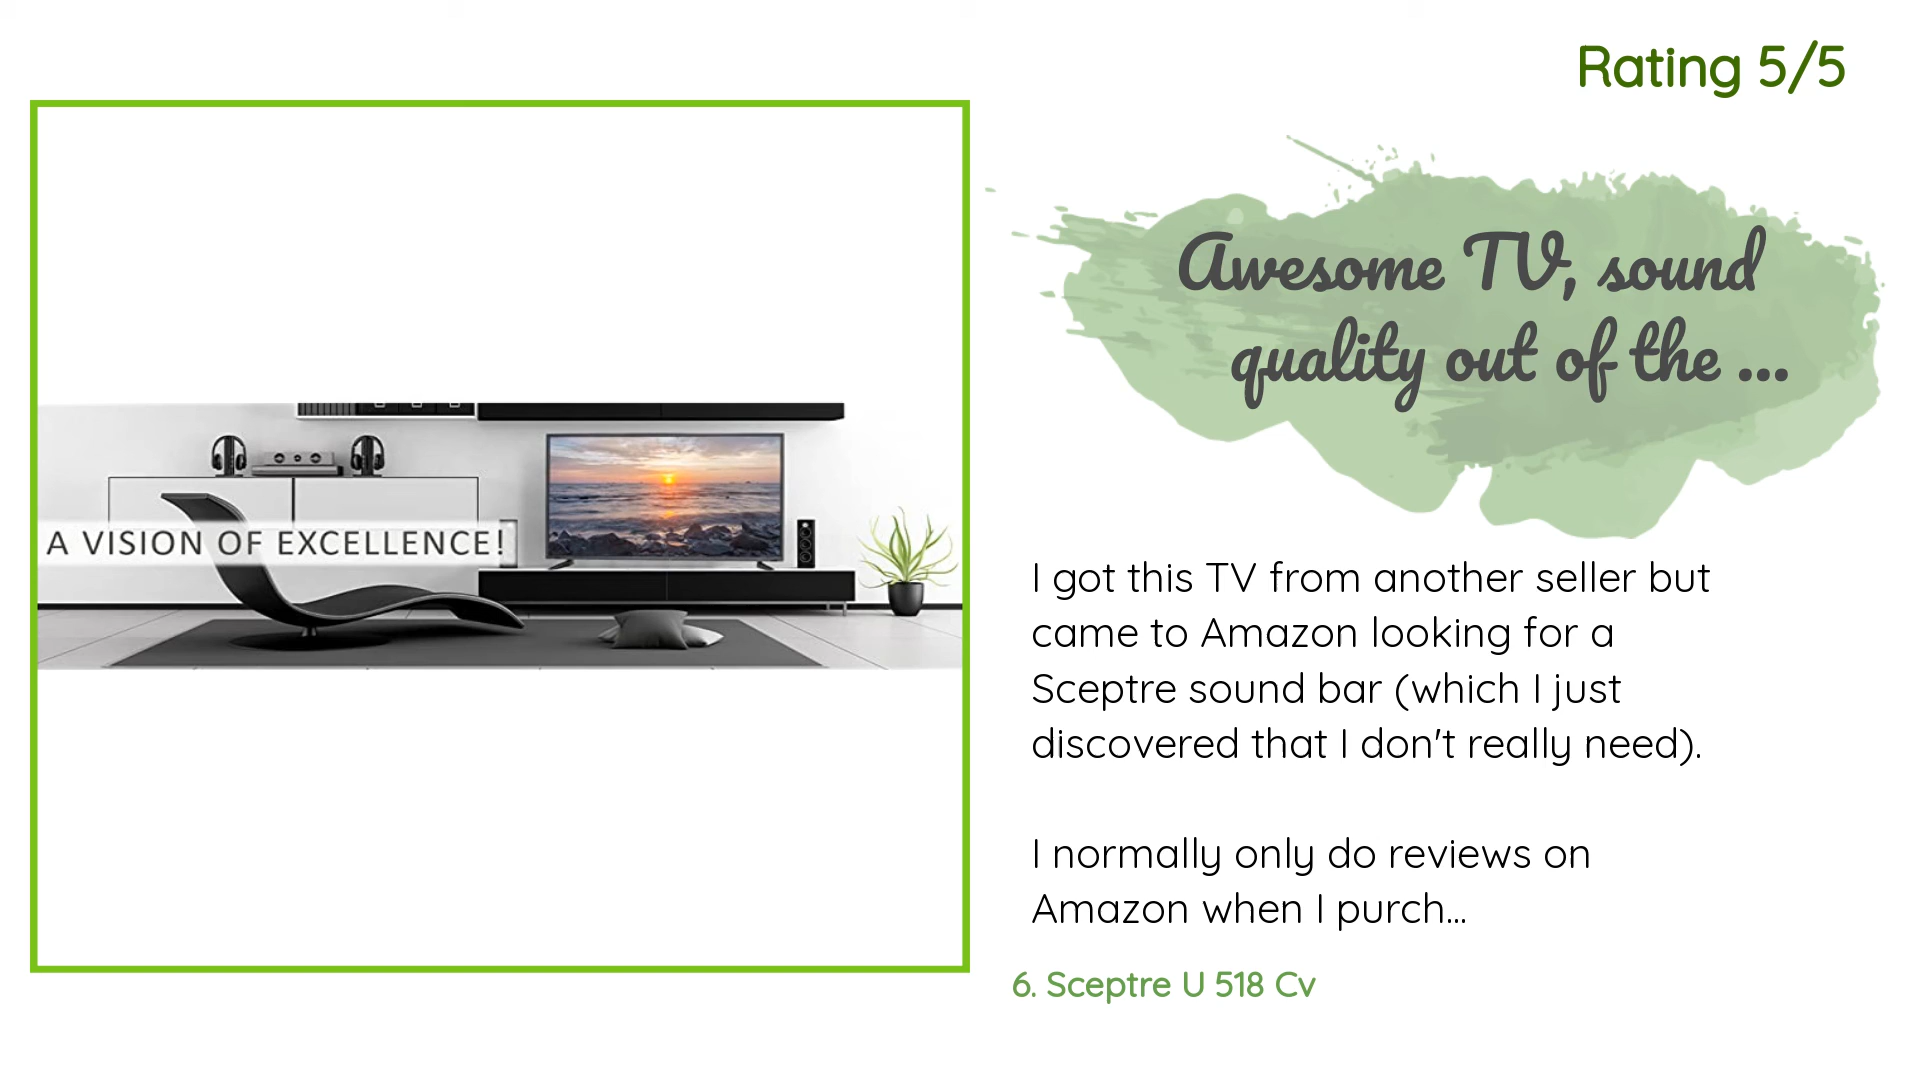 Rating 5/5
Awesome TV, sound
quality out of the ...
A VISION OF EXCELLENCE!
I got this TV from another seller but
came to Amazon looking for a
Sceptre sound bar (which I just
discovered that I don't really need).
I normally only do reviews on
Amazon when I purch...
6. Sceptre U 518 Cv